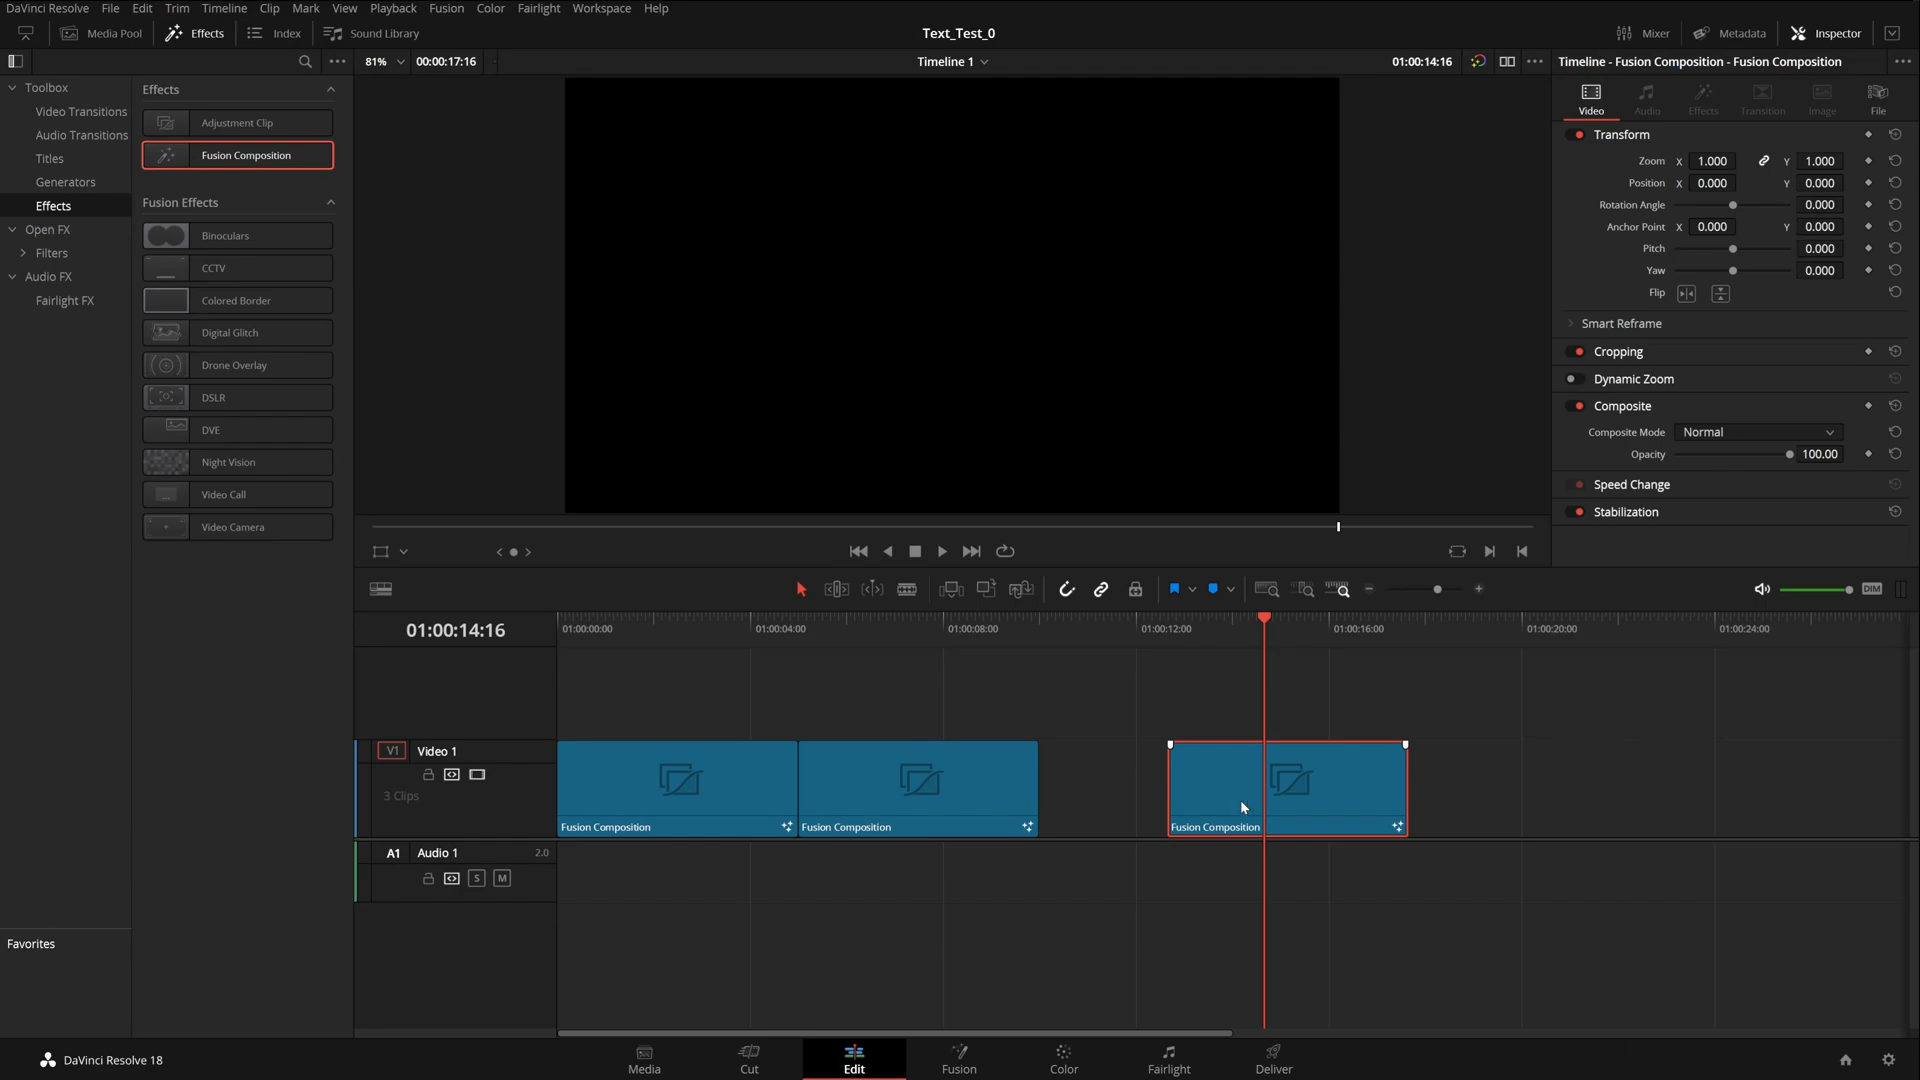 DaVinci Resolve File Edit Trim Timeline Clip Mark View Playback Fusion Color Fairlight Workspace Help
Media Pool Effects Index Sound Library Text_Test_0 Mixer Metadata Inspector
81% 00:00:17:16 Timeline 1 01:00:14:16 Timeline - Fusion Composition - Fusion Composition
Toolbox
Video Transitions
Audio Transitions
Titles
Generators
Effects
Open FX
Filters
Audio FX
Fairlight FX
Favorites
Effects
Adjustment Clip
Fusion Composition
Fusion Effects
Binoculars
CCTV
Colored Border
Digital Glitch
Drone Overlay
DSLR
DVE
Night Vision
Video Call
Video Camera
Video Audio Effects Transition Image File
Transform
Zoom X 1.000 Y 1.000
Position X 0.000 Y 0.000
Rotation Angle 0.000
Anchor Point X 0.000 Y 0.000
Pitch 0.000
Yaw 0.000
Flip
Smart Reframe
Cropping
Dynamic Zoom
Composite
Composite Mode Normal
Opacity 100.00
Speed Change
Stabilization
DIM
01:00:14:16 01:00:00:00 01:00:04:00 01:00:08:00 01:00:12:00 01:00:16:00 01:00:20:00 01:00:24:00
V1 Video 1
3 Clips
Fusion Composition Fusion Composition Fusion Composition
A1 Audio 1 2.0
S M
DaVinci Resolve 18
Media Cut Edit Fusion Color Fairlight Deliver